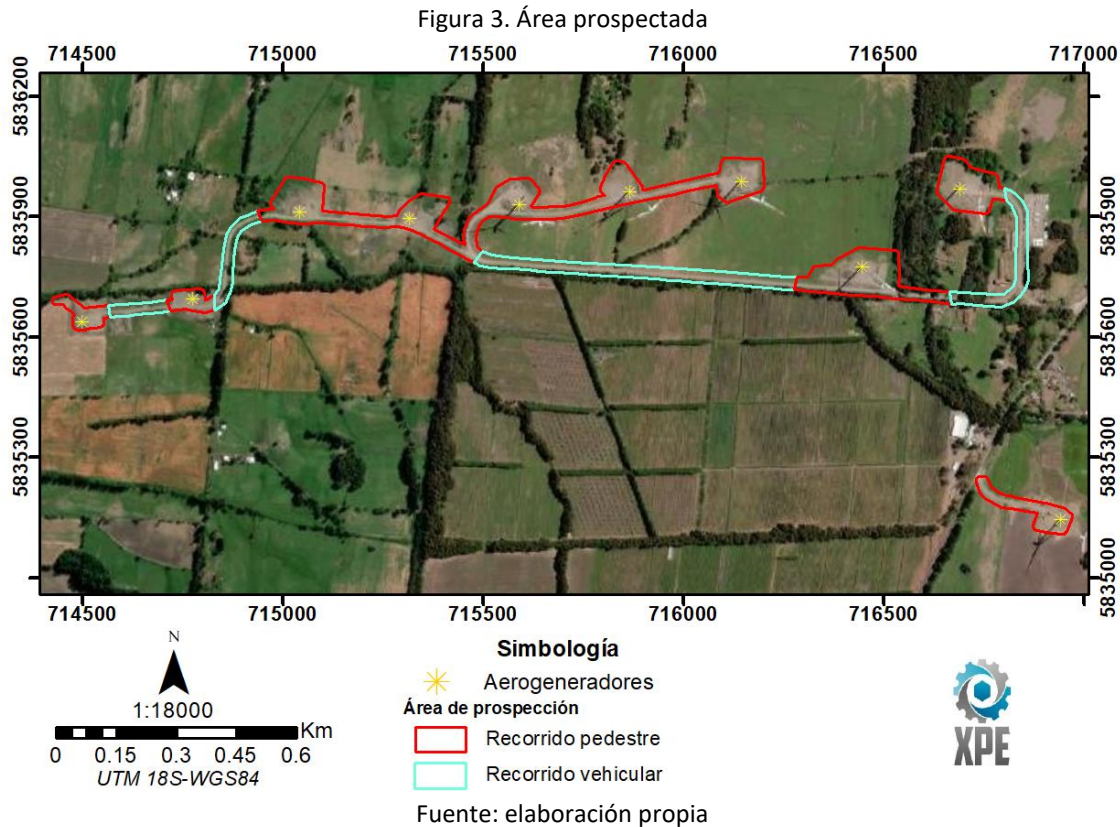 Figura 3. Área prospectada
714500 715000 715500 716000 716500 717000
5836200 5836200
5835900 5835900
5835600 5835600
5835300 5835300
5835000 5835000
714500 715000 715500 716000 716500 717000
N
1:18000
Km
0 0.15 0.3 0.45 0.6
UTM 18S-WGS84
Simbología
Aerogeneradores
Área de prospección
Recorrido pedestre
Recorrido vehicular
XPE
Fuente: elaboración propia